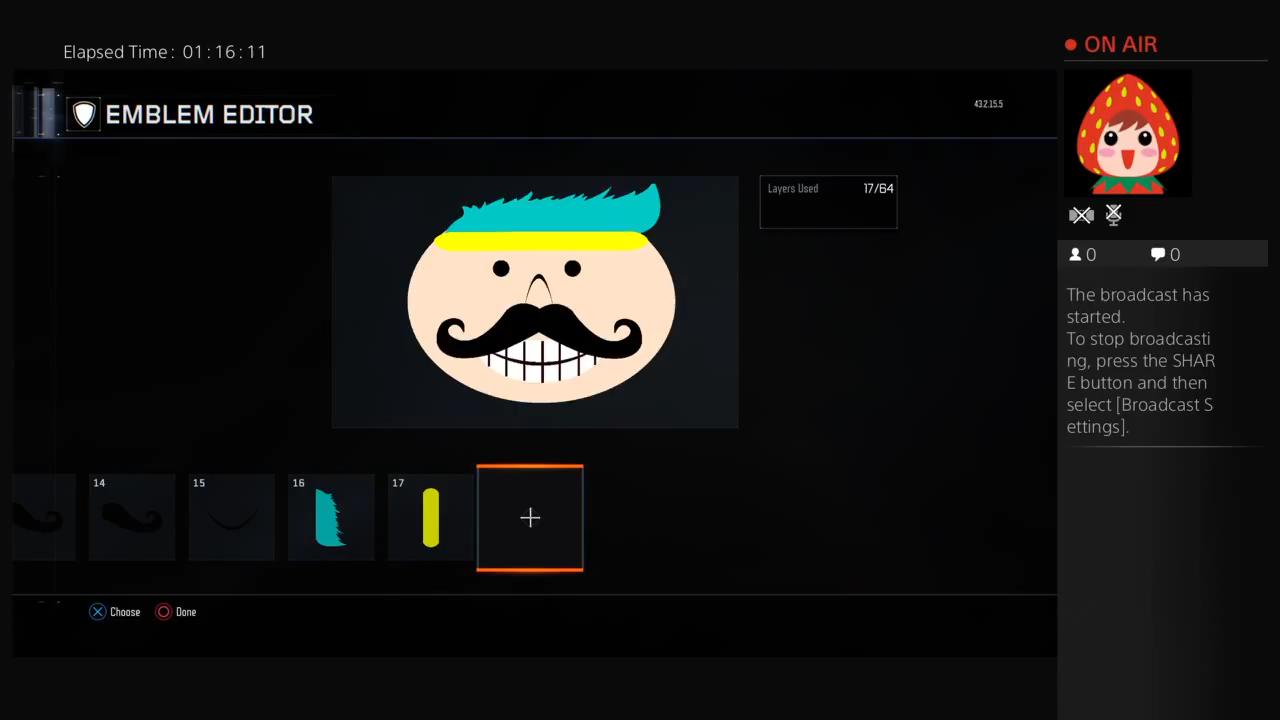 Elapsed Time: 01:16:11
ON AIR
EMBLEM EDITOR
43.2.15.5
Layers Used 17/64
0 0
The broadcast has
started.
To stop broadcasti
ng, press the SHAR
E button and then
select [Broadcast S
ettings].
14 15 16 17
Choose Done